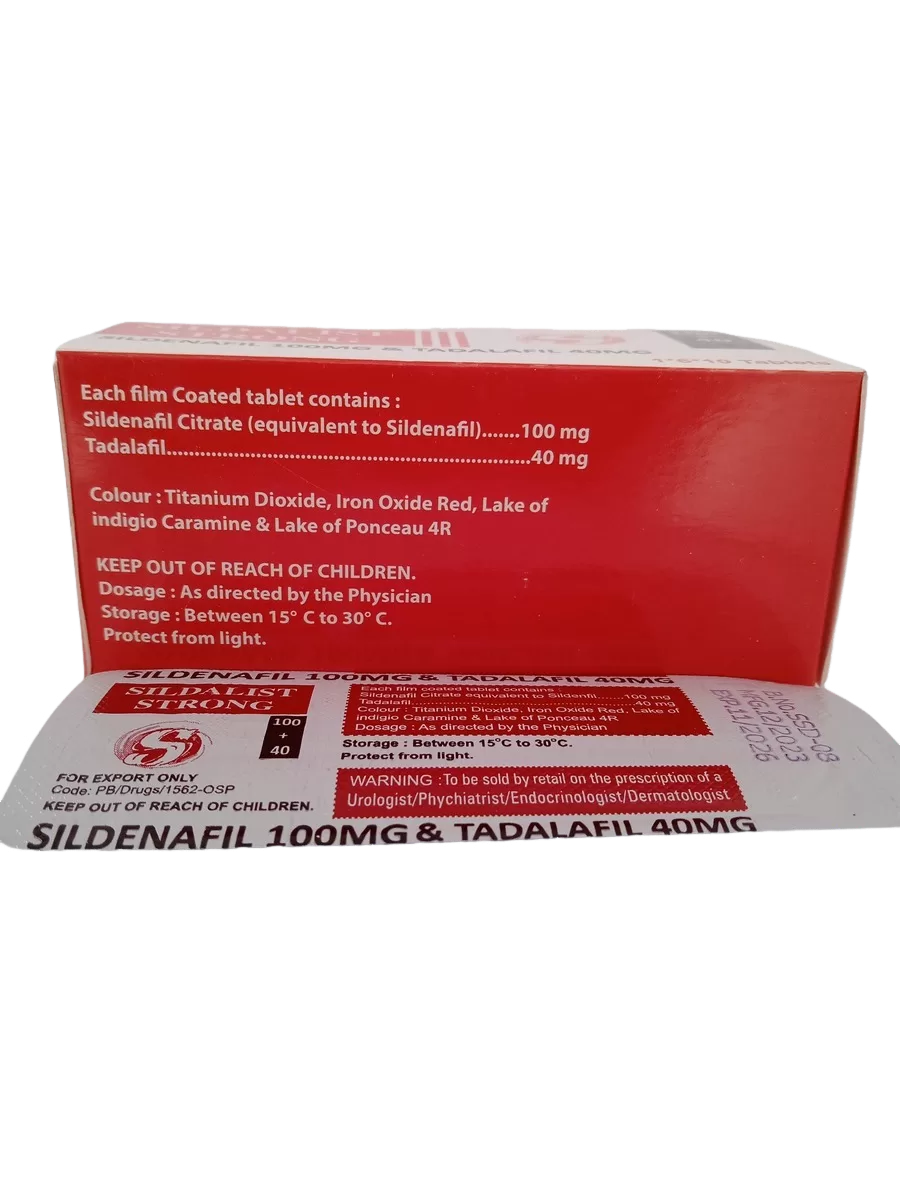 SILDALIST
STRONG
SILDENAFIL 100MG & TADALAFIL 40MG
40
1*6*10 Tablets
Each film Coated tablet contains :
Sildenafil Citrate (equivalent to Sildenafil).......100 mg
Tadalafil.....................................................................40 mg
Colour : Titanium Dioxide, Iron Oxide Red, Lake of
indigio Caramine & Lake of Ponceau 4R
KEEP OUT OF REACH OF CHILDREN.
Dosage : As directed by the Physician
Storage : Between 15° C to 30° C.
Protect from light.
SILDENAFIL 100MG & TADALAFIL 40MG
SILDALIST
STRONG
100
+
40
FOR EXPORT ONLY
Code: PB/Drugs/1562-OSP
KEEP OUT OF REACH OF CHILDREN.
Each film coated tablet contains :
Sildenafil Citrate equivalent to Sildenfil......100 mg
Tadalafil..................................................40 mg
Colour : Titanium Dioxide, Iron Oxide Red, Lake of
indigio Caramine & Lake of Ponceau 4R
Dosage : As directed by the Physician
Storage : Between 15°C to 30°C.
Protect from light.
WARNING :To be sold by retail on the prescription of a
Urologist/Phychiatrist/Endocrinologist/Dermatologist
B.No.SSD-08
MFG.12/2023
EXP.11/2026
SILDENAFIL 100MG & TADALAFIL 40MG